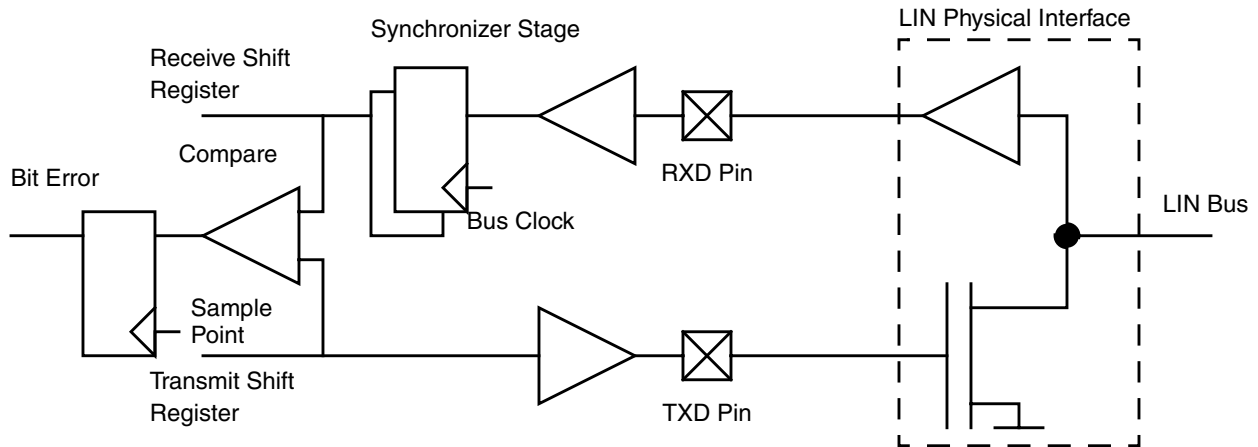 LIN Physical Interface
Synchronizer Stage
Receive Shift
Register
Compare
RXD Pin
Bit Error
Bus Clock
LIN Bus
Sample
Point
Transmit Shift
Register
TXD Pin